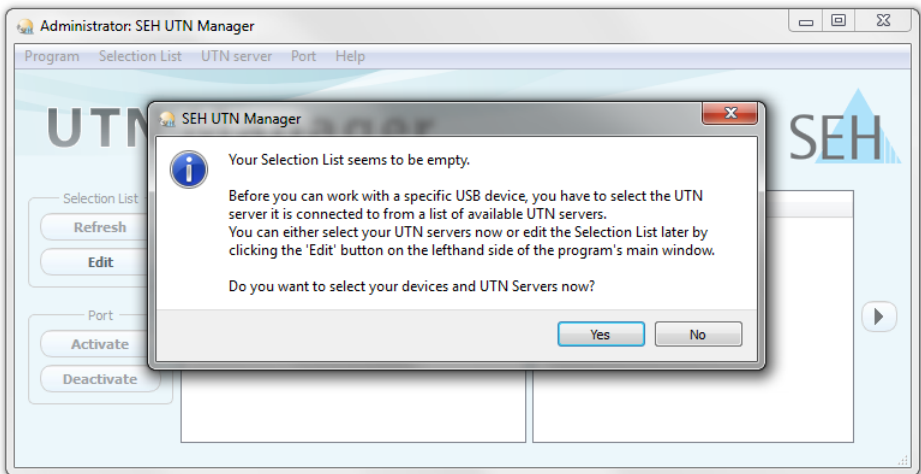 Administrator: SEH UTN Manager
Program Selection List UTN server Port Help
UTN Manager
SEH
SEH UTN Manager
Your Selection List seems to be empty.
Before you can work with a specific USB device, you have to select the UTN
server it is connected to from a list of available UTN servers.
You can either select your UTN servers now or edit the Selection List later by
clicking the 'Edit' button on the lefthand side of the program's main window.
Do you want to select your devices and UTN Servers now?
Yes No
Selection List
Refresh
Edit
Port
Activate
Deactivate